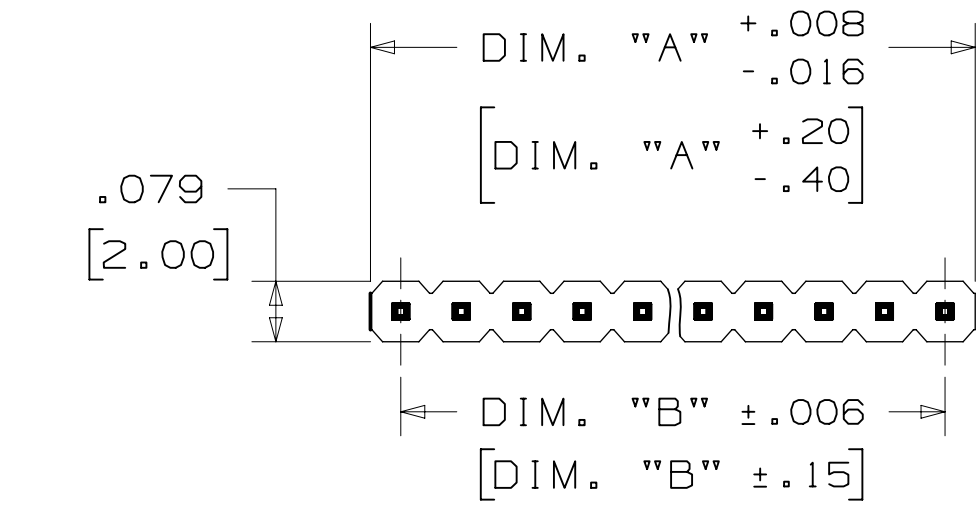 DIM. "A" +.008
-.016
[DIM. "A" +.20
-.40]
.079
[2.00]
DIM. "B" ±.006
[DIM. "B" ±.15]